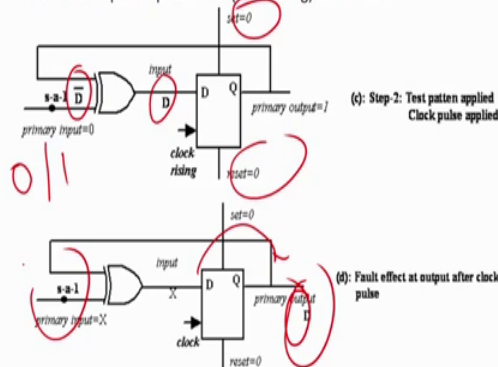 set=0
input
s-a-1 D̅ D D Q
primary output=1
(c): Step-2: Test patten applied
Clock pulse applied
primary input=0
clock
rising
reset=0
0/1
set=0
input
s-a-1
X
D Q
primary output
(d): Fault effect at output after clock
pulse
primary input=X
clock
reset=0